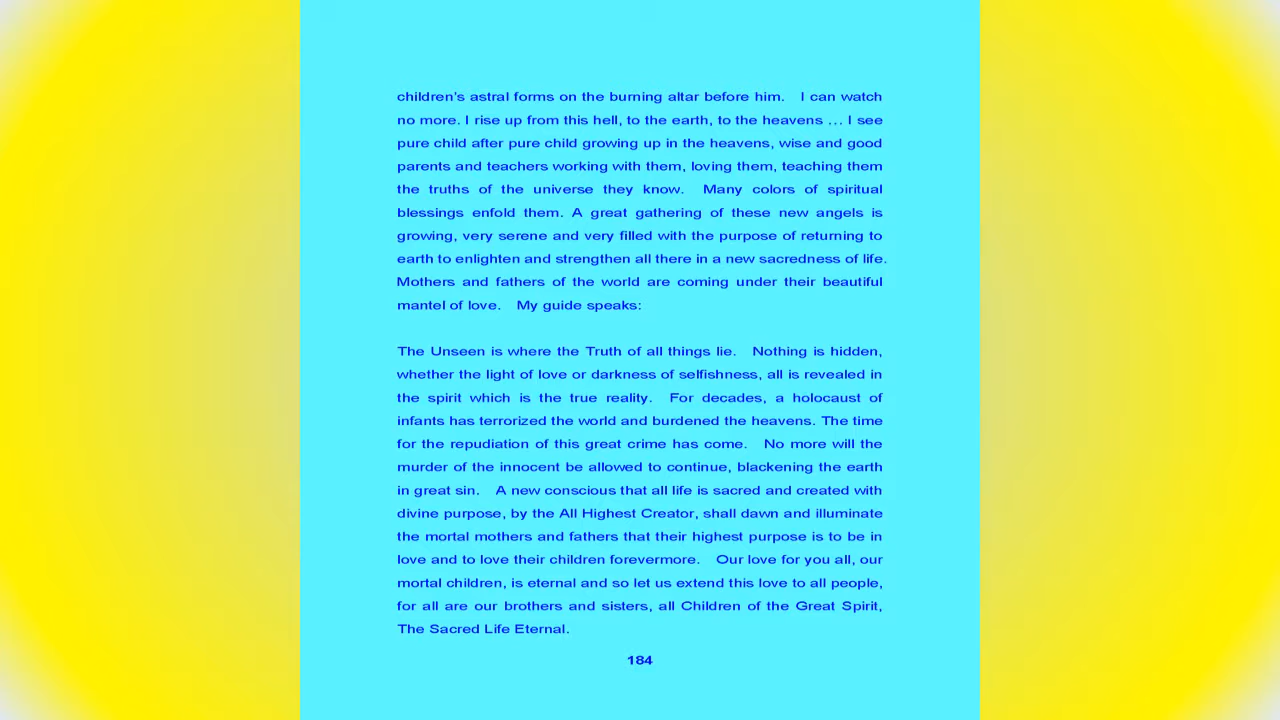 children's astral forms on the burning altar before him. I can watch
no more. I rise up from this hell, to the earth, to the heavens … I see
pure child after pure child growing up in the heavens, wise and good
parents and teachers working with them, loving them, teaching them
the truths of the universe they know. Many colors of spiritual
blessings enfold them. A great gathering of these new angels is
growing, very serene and very filled with the purpose of returning to
earth to enlighten and strengthen all there in a new sacredness of life.
Mothers and fathers of the world are coming under their beautiful
mantel of love. My guide speaks:
The Unseen is where the Truth of all things lie. Nothing is hidden,
whether the light of love or darkness of selfishness, all is revealed in
the spirit which is the true reality. For decades, a holocaust of
infants has terrorized the world and burdened the heavens. The time
for the repudiation of this great crime has come. No more will the
murder of the innocent be allowed to continue, blackening the earth
in great sin. A new conscious that all life is sacred and created with
divine purpose, by the All Highest Creator, shall dawn and illuminate
the mortal mothers and fathers that their highest purpose is to be in
love and to love their children forevermore. Our love for you all, our
mortal children, is eternal and so let us extend this love to all people,
for all are our brothers and sisters, all Children of the Great Spirit,
The Sacred Life Eternal.
184